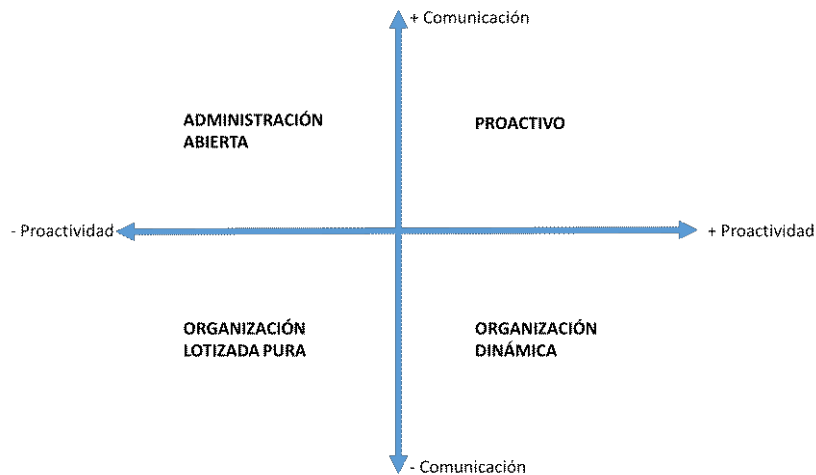 + Comunicación
ADMINISTRACIÓN
ABIERTA
PROACTIVO
- Proactividad
+ Proactividad
ORGANIZACIÓN
LOTIZADA PURA
ORGANIZACIÓN
DINÁMICA
- Comunicación